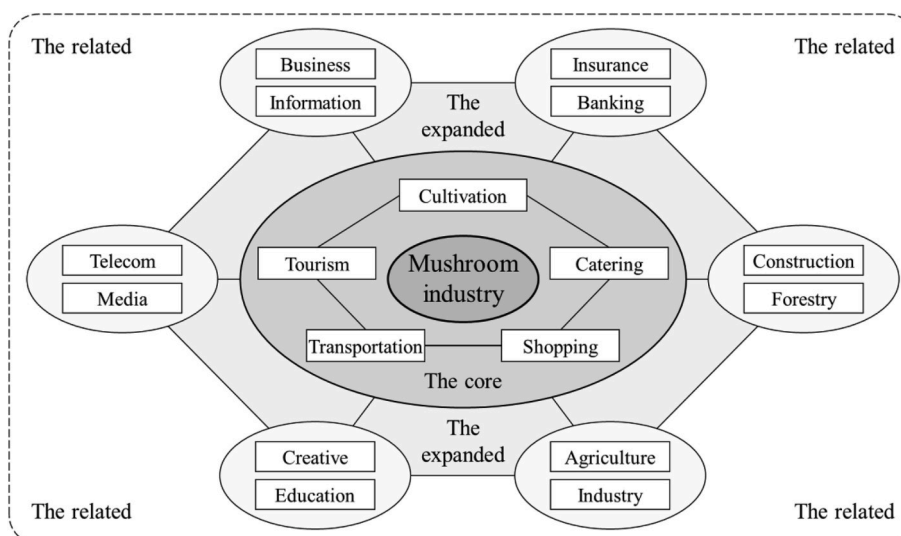 The related
The related
Business
Information
Insurance
Banking
The
expanded
Cultivation
Telecom
Media
Tourism
Mushroom
industry
Catering
Construction
Forestry
Transportation
Shopping
The core
The
expanded
Creative
Education
Agriculture
Industry
The related
The related